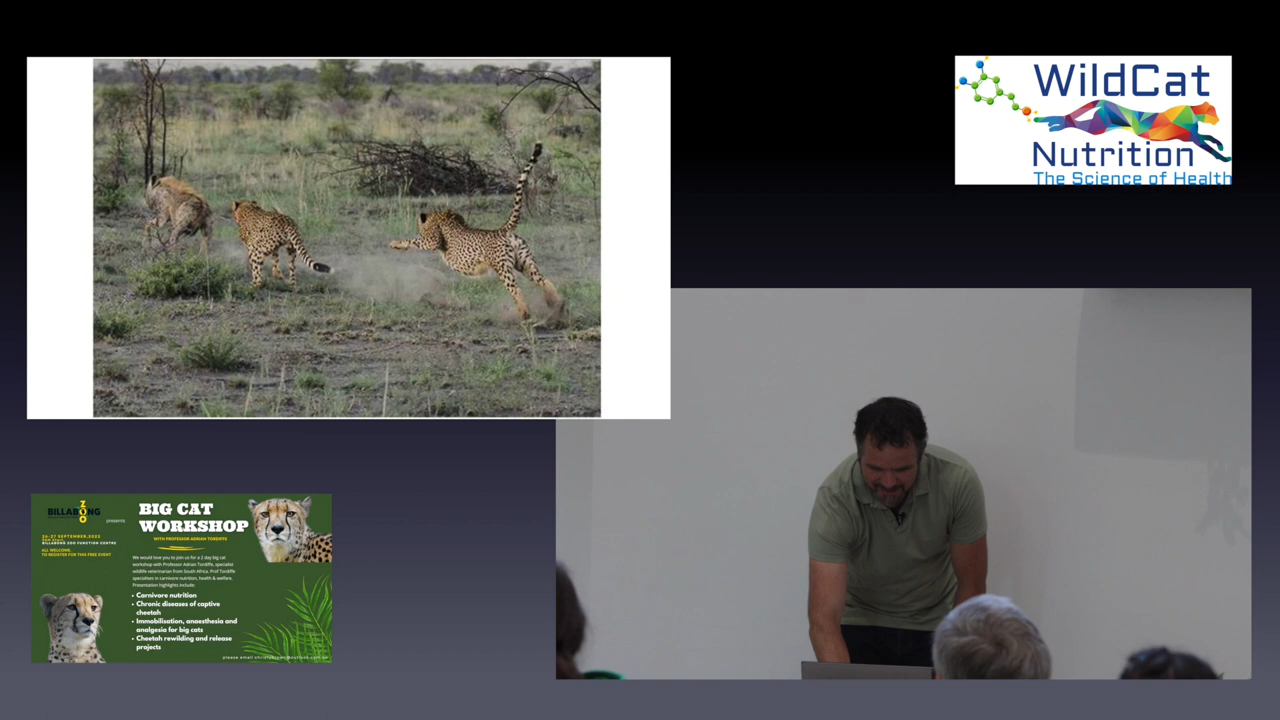 WildCat
Nutrition
The Science of Health
ZOO
BILLABONG
presents
BIG CAT
WORKSHOP
WITH PROFESSOR ADRIAN TORDIFFE
BILLABONG ZOO FUNCTION CENTRE
ALL WELCOME.
TO REGISTER FOR THIS FREE EVENT
We would love you to join us for a 2 day big cat
workshop with Professor Adrian Tordiffe, specialist
wildlife veterinarian from South Africa. Prof Tordiffe
specialises in carnivore nutrition, health & welfare.
Presentation highlights include:
• Carnivore nutrition
• Chronic diseases of captive
cheetah
• Immobilisation, anaesthesia and
analgesia for big cats
• Cheetah rewilding and release
projects
please email